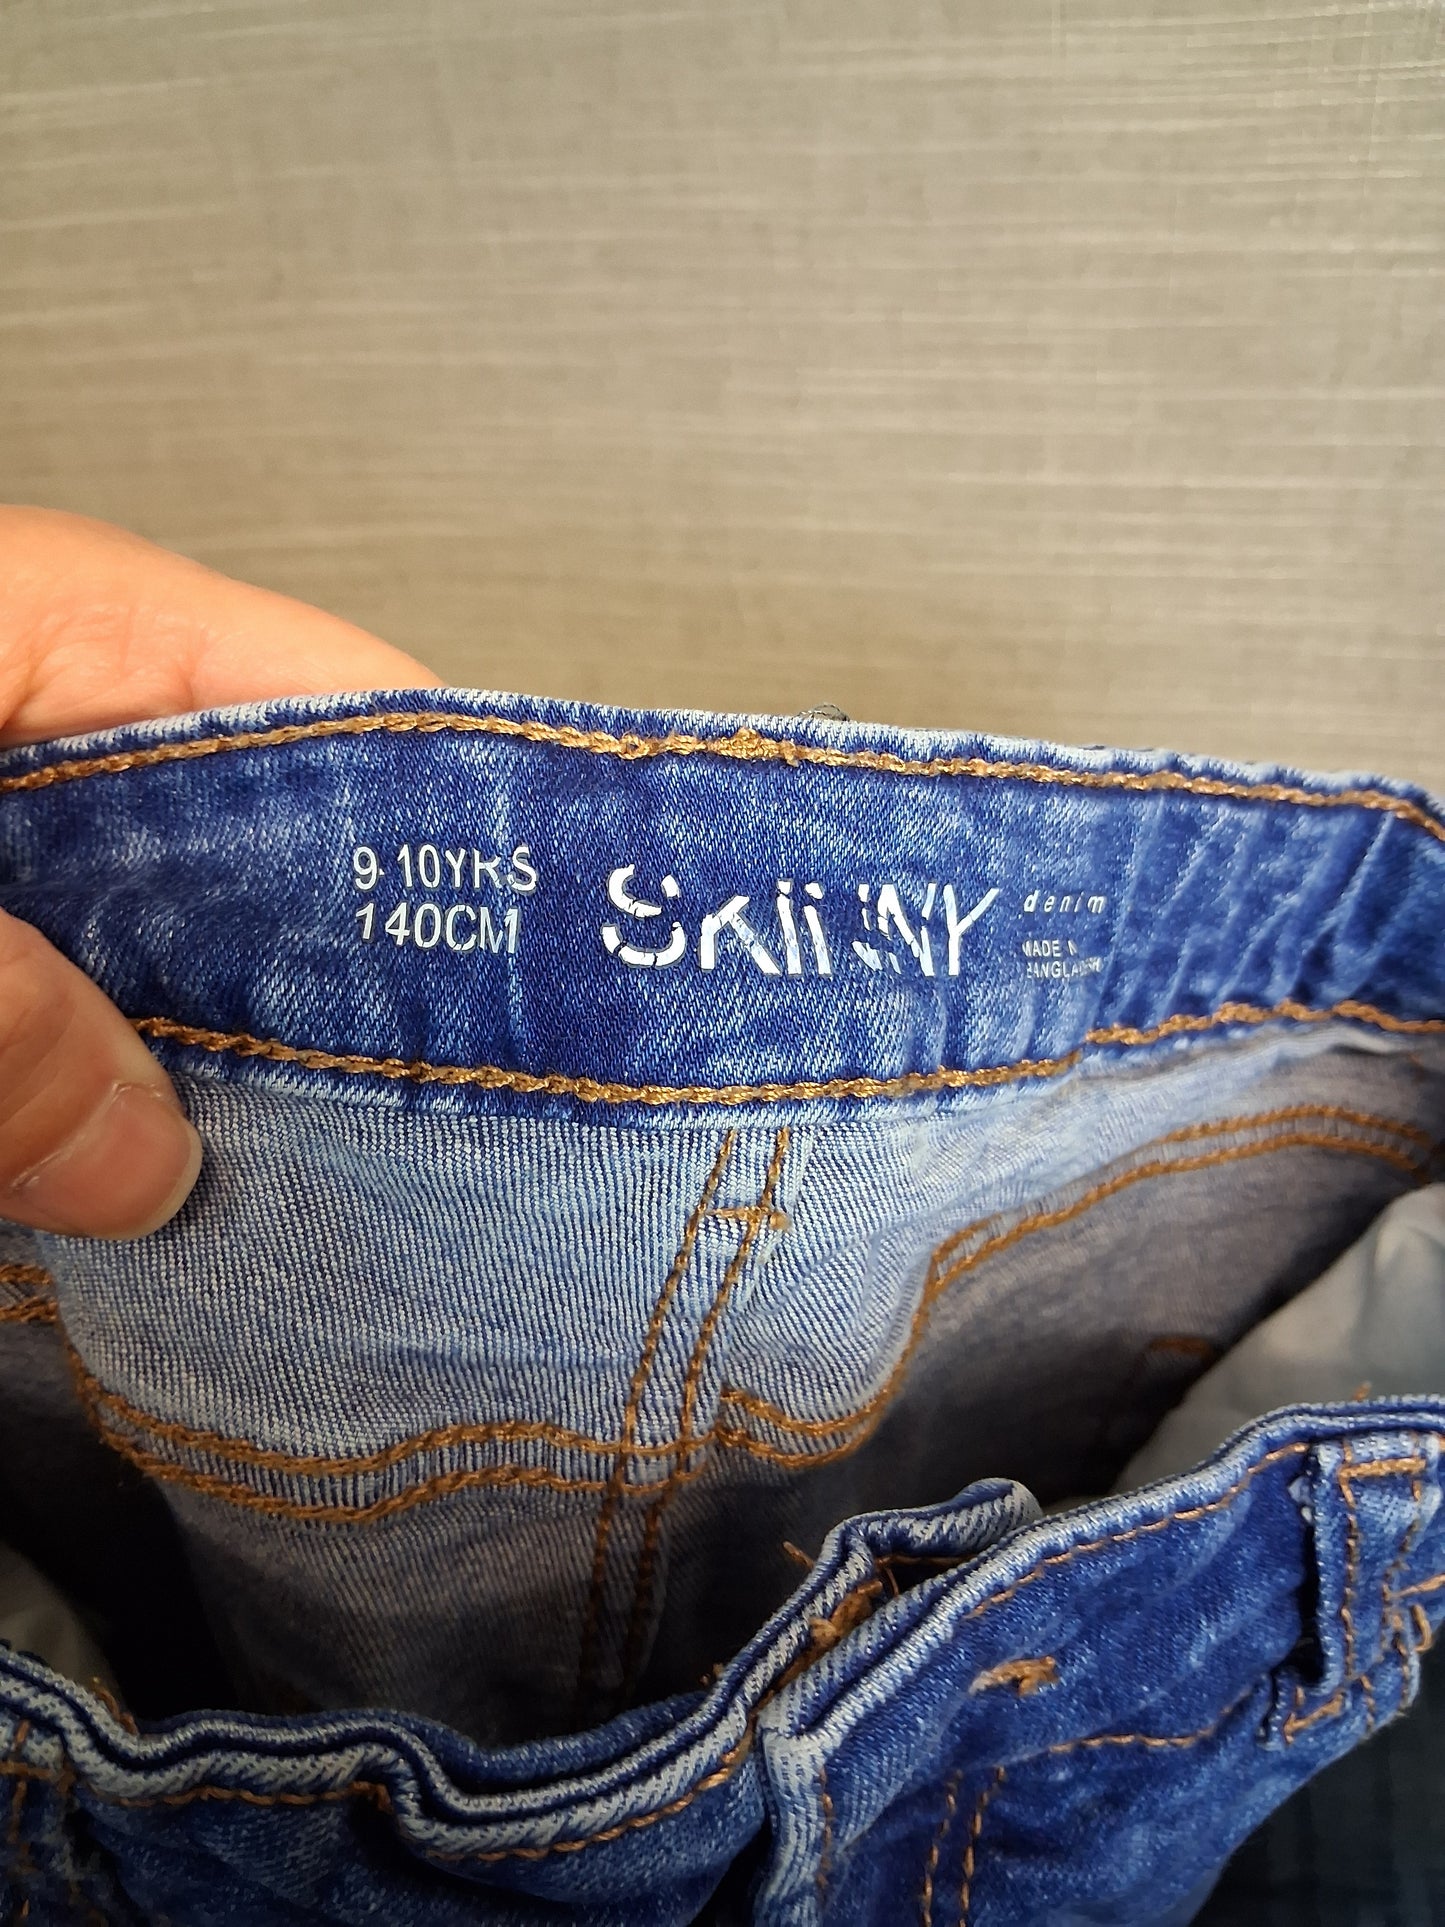 9-10YRS
140CM
SKiNNY
denim
MADE IN
BANGLADESH